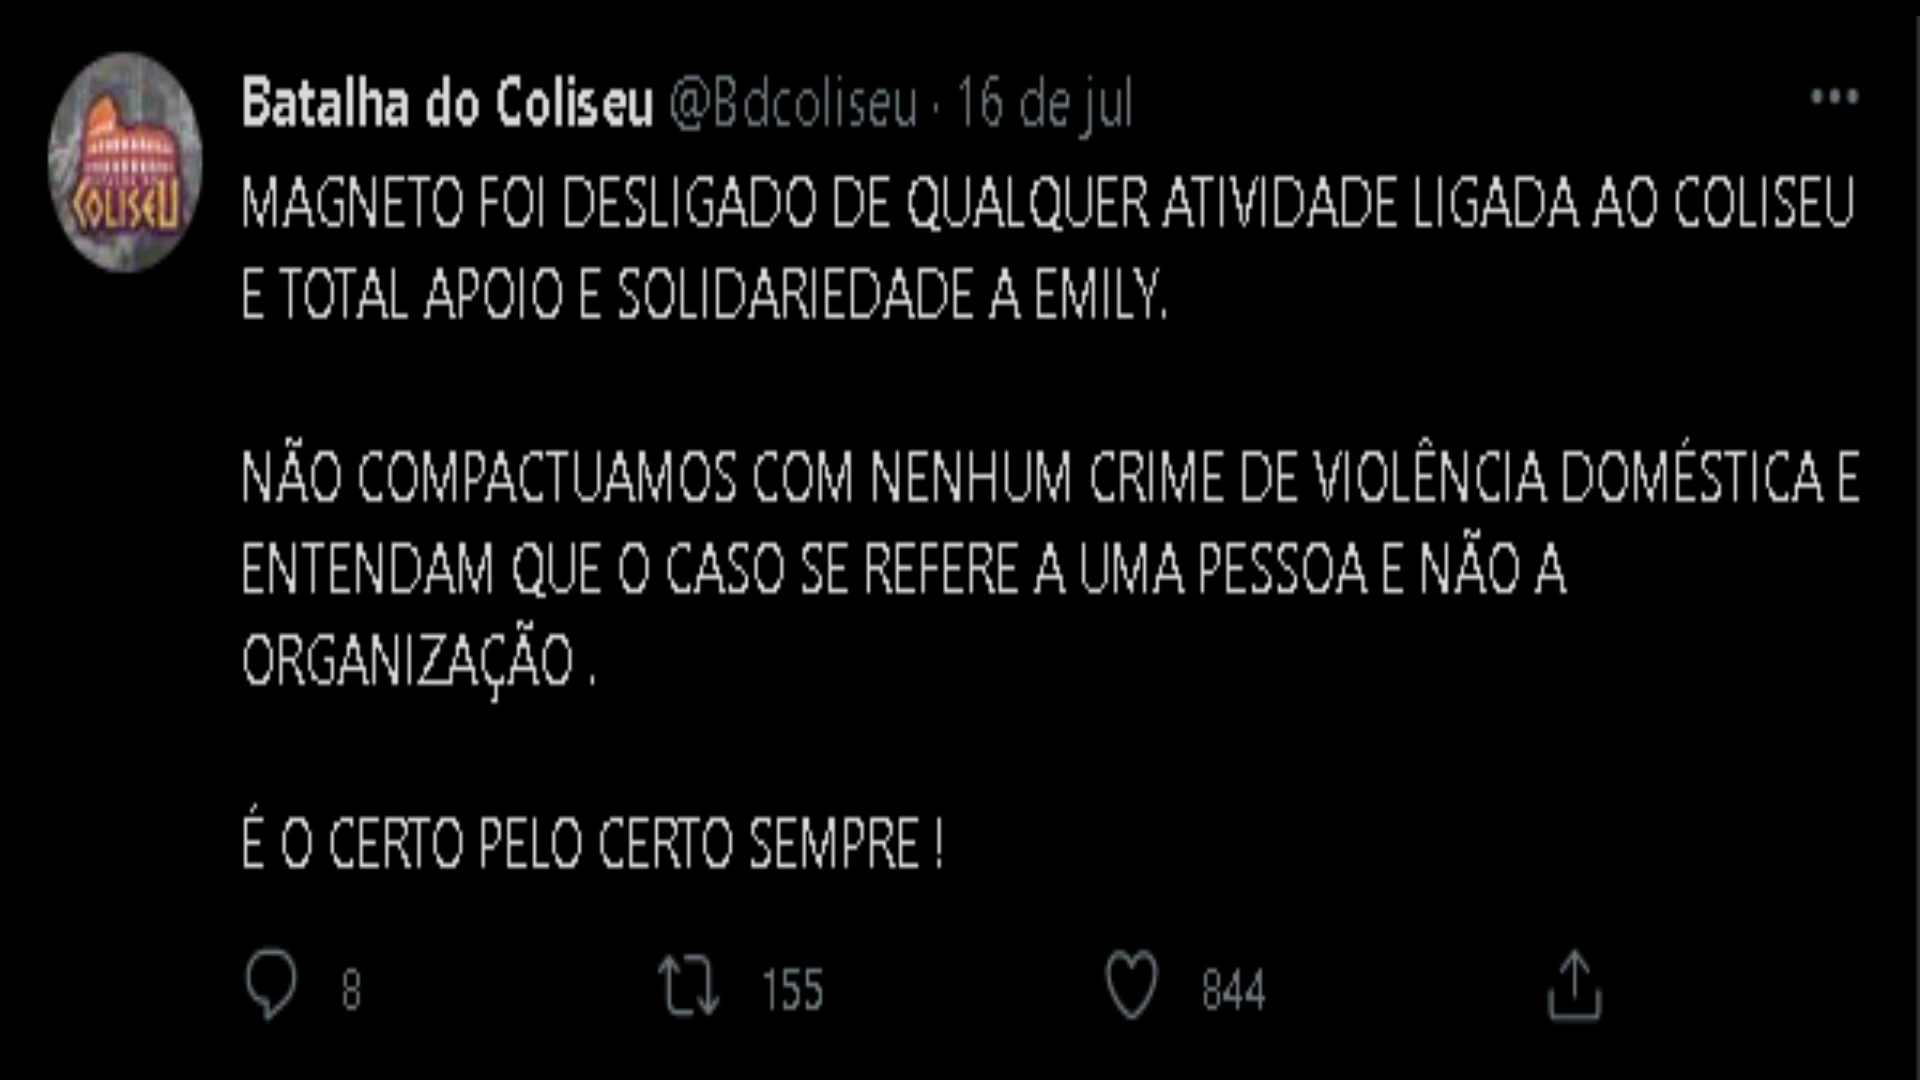 Batalha do Coliseu @Bdcoliseu · 16 de jul
MAGNETO FOI DESLIGADO DE QUALQUER ATIVIDADE LIGADA AO COLISEU
E TOTAL APOIO E SOLIDARIEDADE A EMILY.
NÃO COMPACTUAMOS COM NENHUM CRIME DE VIOLÊNCIA DOMÉSTICA E
ENTENDAM QUE O CASO SE REFERE A UMA PESSOA E NÃO A
ORGANIZAÇÃO .
É O CERTO PELO CERTO SEMPRE !
8 155 844
COLISEU